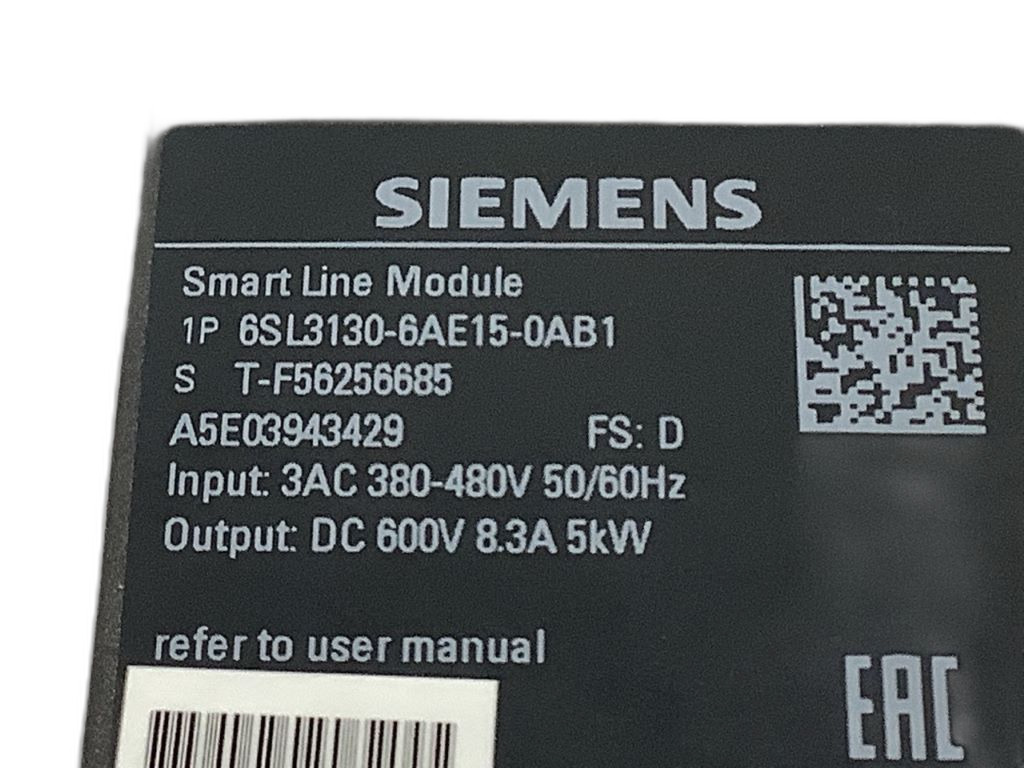 SIEMENS
Smart Line Module
1P 6SL3130-6AE15-0AB1
S T-F56256685
A5E03943429 FS: D
Input: 3AC 380-480V 50/60Hz
Output: DC 600V 8.3A 5kW
refer to user manual
EAC